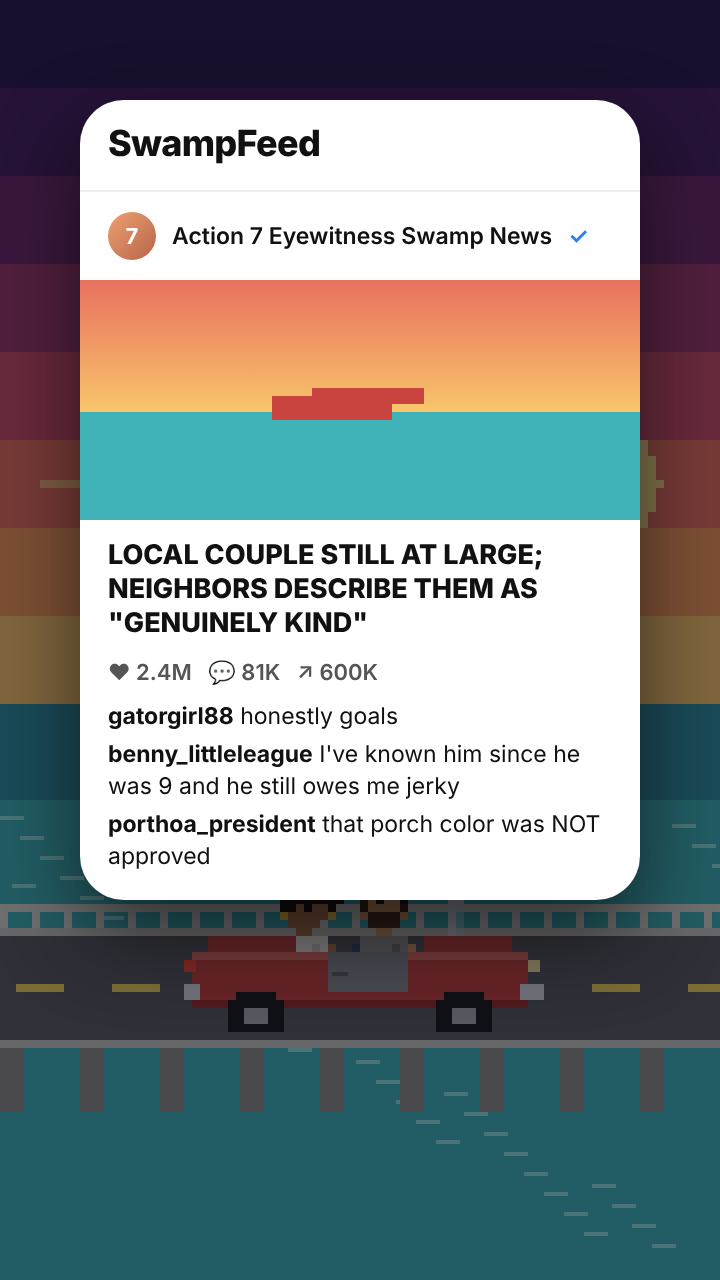 SwampFeed
7 Action 7 Eyewitness Swamp News ✓
LOCAL COUPLE STILL AT LARGE;
NEIGHBORS DESCRIBE THEM AS
"GENUINELY KIND"
♥ 2.4M 💬 81K ↗ 600K
gatorgirl88 honestly goals
benny_littleleague I've known him since he
was 9 and he still owes me jerky
porthoa_president that porch color was NOT
approved